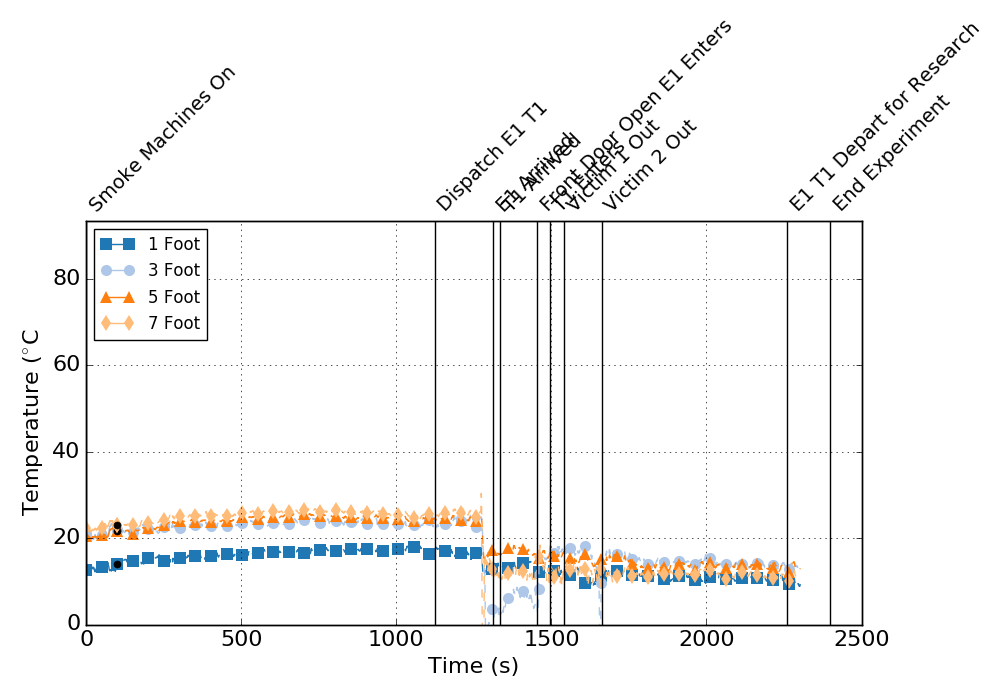 Smoke Machines On
Dispatch E1 T1
E1 Arrived
T1 Arrived
Front Door Open E1 Enters
T1 Enters
Victim 1 Out
Victim 2 Out
E1 T1 Depart for Research
End Experiment
1 Foot
3 Foot
5 Foot
7 Foot
Temperature (°C
80
60
40
20
0
0 500 1000 1500 2000 2500
Time (s)